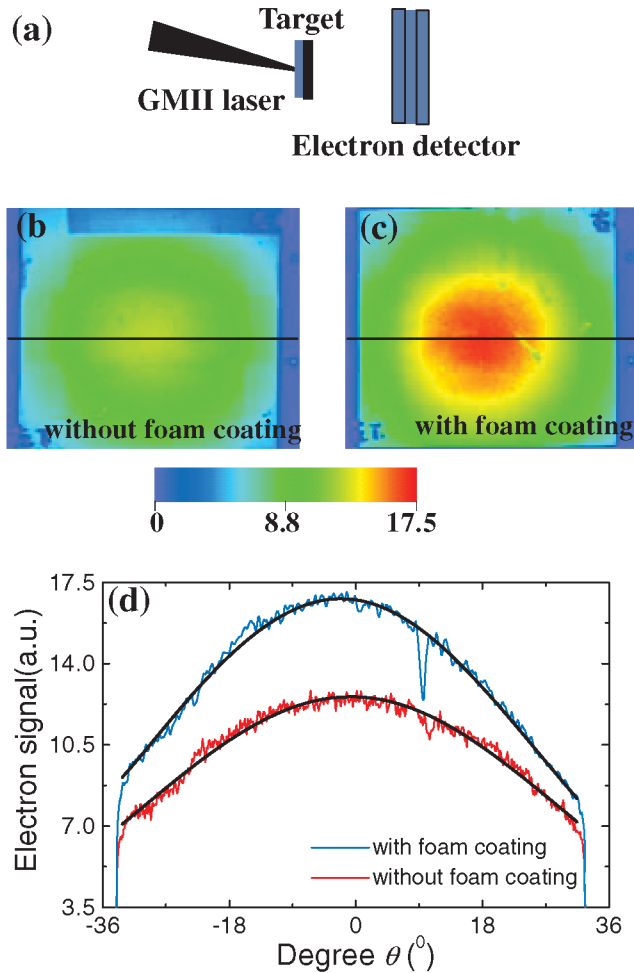 (a)
Target
GMII laser
Electron detector
(b)
(c)
without foam coating
with foam coating
0
8.8
17.5
(d)
17.5
14.0
10.5
7.0
3.5
Electron signal(a.u.)
with foam coating
without foam coating
-36
-18
0
18
36
Degree θ (⁰)